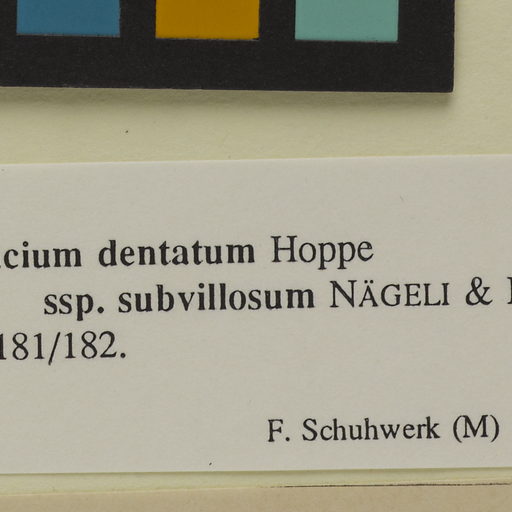 cium dentatum Hoppe
ssp. subvillosum NÄGELI &
181/182.
F. Schuhwerk (M)